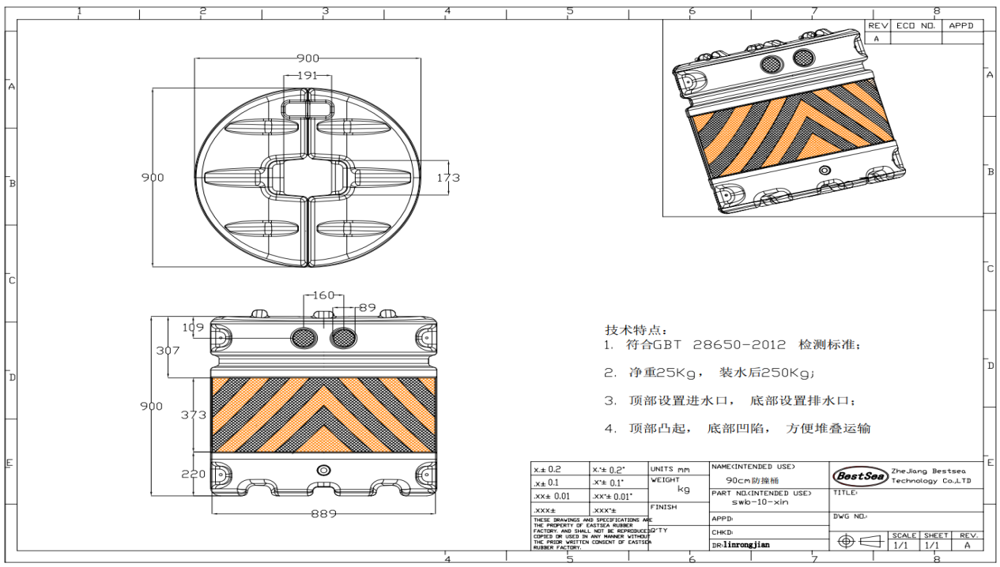 1 2 3 4 5 6 7 8
REV ECO NO. APPD
A
A A
B B
C C
D D
E E
900
191
900
173
160
89
109
307
900
373
220
889
技术特点:
1. 符合GBT 28650-2012 检测标准;
2. 净重25Kg, 装水后250Kg;
3. 顶部设置进水口, 底部设置排水口;
4. 顶部凸起, 底部凹陷, 方便堆叠运输
X.± 0.2 X.°± 0.2°
.X± 0.1 .X°± 0.1°
.XX± 0.01 .XX°± 0.01°
.XXX± .XXX°±
THESE DRAWINGS AND SPECIFICATIONS ARE
THE PROPERTY OF EASTSEA RUBBER
FACTORY. AND SHALL NOT BE REPRODUCED
COPIED OR USED IN ANY MANNER WITHOUT
THE PRIOR WRITTEN CONSENT OF EASTSEA
RUBBER FACTORY.
UNITS mm
WEIGHT
kg
FINISH
Q'TY
NAME(INTENDED USE)
90cm防撞桶
PART NO.(INTENDED USE)
swb-10-xin
APPD:
CHKD:
DR:linrongjian
BestSea
ZheJiang Bestsea
Technology Co.,LTD
TITLE:
DWG NO.:
SCALE SHEET REV.
1/1 1/1 A
4 5 6 7 8